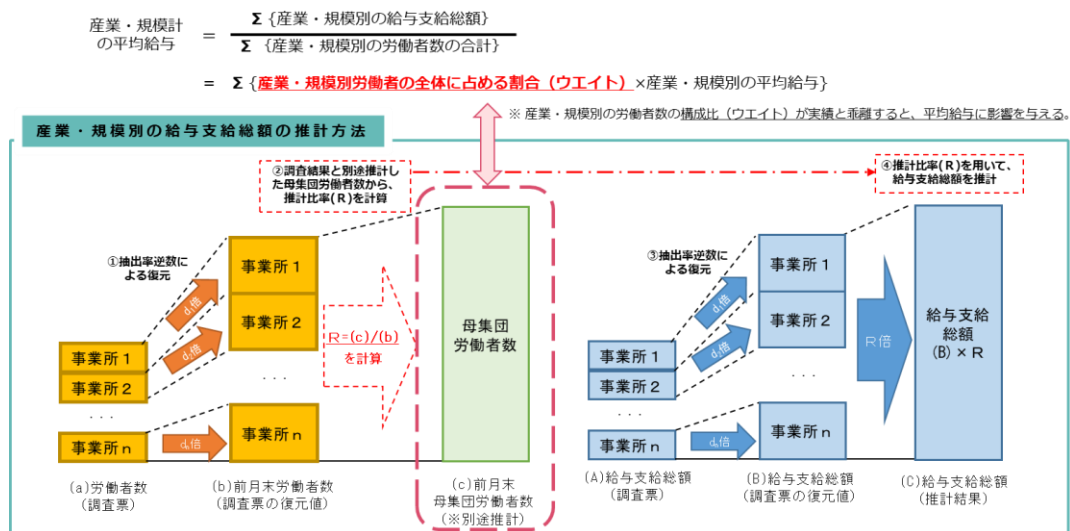 産業・規模計
の平均給与
=
Σ {産業・規模別の給与支給総額}
Σ {産業・規模別の労働者数の合計}
= Σ {産業・規模別労働者の全体に占める割合（ウエイト）×産業・規模別の平均給与}
※ 産業・規模別の労働者数の構成比（ウエイト）が実績と乖離すると、平均給与に影響を与える。
産業・規模別の給与支給総額の推計方法
②調査結果と別途推計し
た母集団労働者数から、
推計比率(R)を計算
④推計比率(R)を用いて、
給与支給総額を推計
①抽出率逆数に
よる復元
d₁倍
d₂倍
dₙ倍
事業所1
事業所2
・・・
事業所n
事業所1
事業所2
・・・
事業所n
R=(c)/(b)
を計算
母集団
労働者数
(a)労働者数
(調査票)
(b)前月末労働者数
(調査票の復元値)
(c)前月末
母集団労働者数
(※別途推計)
③抽出率逆数に
よる復元
d₁倍
d₂倍
dₙ倍
事業所1
事業所2
・・・
事業所n
事業所1
事業所2
・・・
事業所n
R倍
給与支給
総額
(B)×R
(A)給与支給総額
(調査票)
(B)給与支給総額
(調査票の復元値)
(C)給与支給総額
(推計結果)